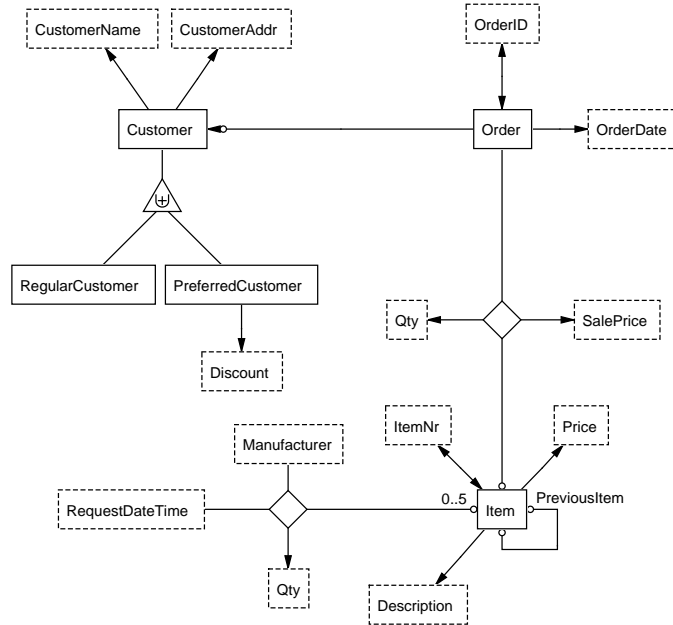 CustomerName
CustomerAddr
OrderID
Customer
Order
OrderDate
⊎
RegularCustomer
PreferredCustomer
Qty
SalePrice
Discount
ItemNr
Price
Manufacturer
0..5
PreviousItem
RequestDateTime
Item
Qty
Description